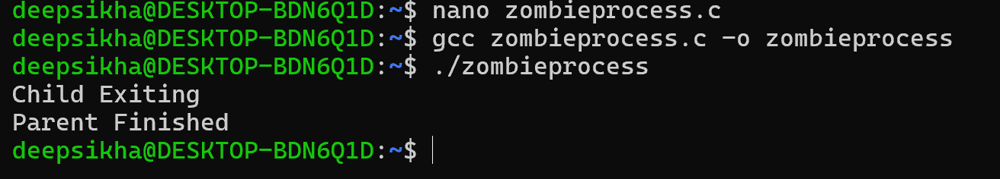 deepsikha@DESKTOP-BDN6Q1D:~$ nano zombieprocess.c
deepsikha@DESKTOP-BDN6Q1D:~$ gcc zombieprocess.c -o zombieprocess
deepsikha@DESKTOP-BDN6Q1D:~$ ./zombieprocess
Child Exiting
Parent Finished
deepsikha@DESKTOP-BDN6Q1D:~$